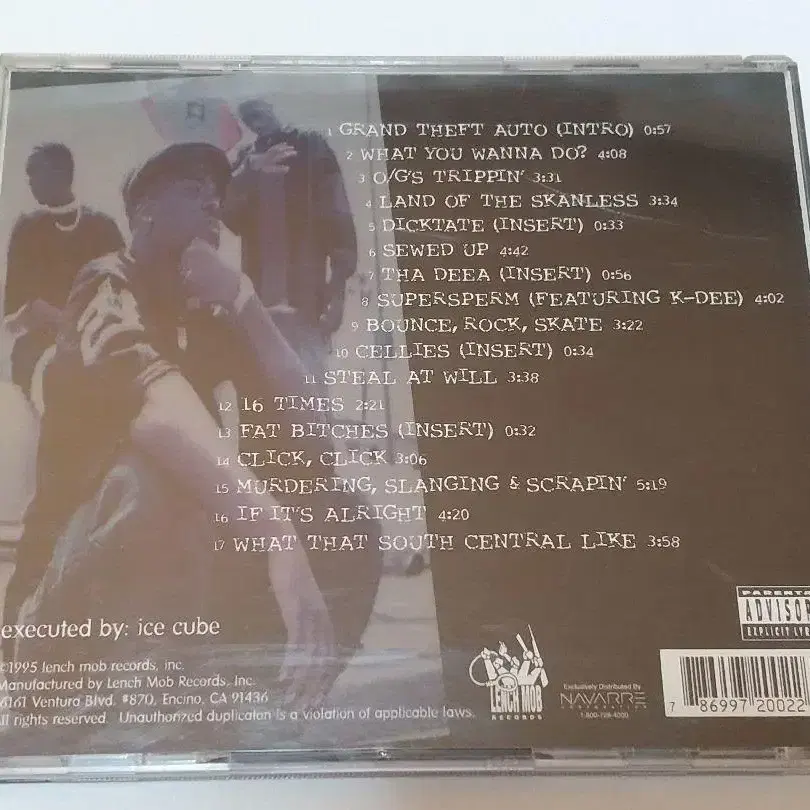 1 GRAND THEFT AUTO (INTRO) 0:57
2 WHAT YOU WANNA DO? 4:08
3 O/G'S TRIPPIN' 3:31
4 LAND OF THE SKANLESS 3:34
5 DICKTATE (INSERT) 0:33
6 SEWED UP 4:42
7 THA DEEA (INSERT) 0:56
8 SUPERSPERM (FEATURING K-DEE) 4:02
9 BOUNCE, ROCK, SKATE 3:22
10 CELLIES (INSERT) 0:34
11 STEAL AT WILL 3:38
12 16 TIMES 2:21
13 FAT BITCHES (INSERT) 0:32
14 CLICK, CLICK 3:06
15 MURDERING, SLANGING & SCRAPIN' 5:19
16 IF IT'S ALRIGHT 4:20
17 WHAT THAT SOUTH CENTRAL LIKE 3:58
executed by: ice cube
©1995 lench mob records, inc.
Manufactured by Lench Mob Records, Inc.
16161 Ventura Blvd. #870, Encino, CA 91436
All rights reserved. Unauthorized duplication is a violation of applicable laws.
LENCH MOB
RECORDS
Exclusively Distributed By
NAVARRE
CORPORATION
PARENTA
ADVISOR
EXPLICIT LYR
7 86997 20022